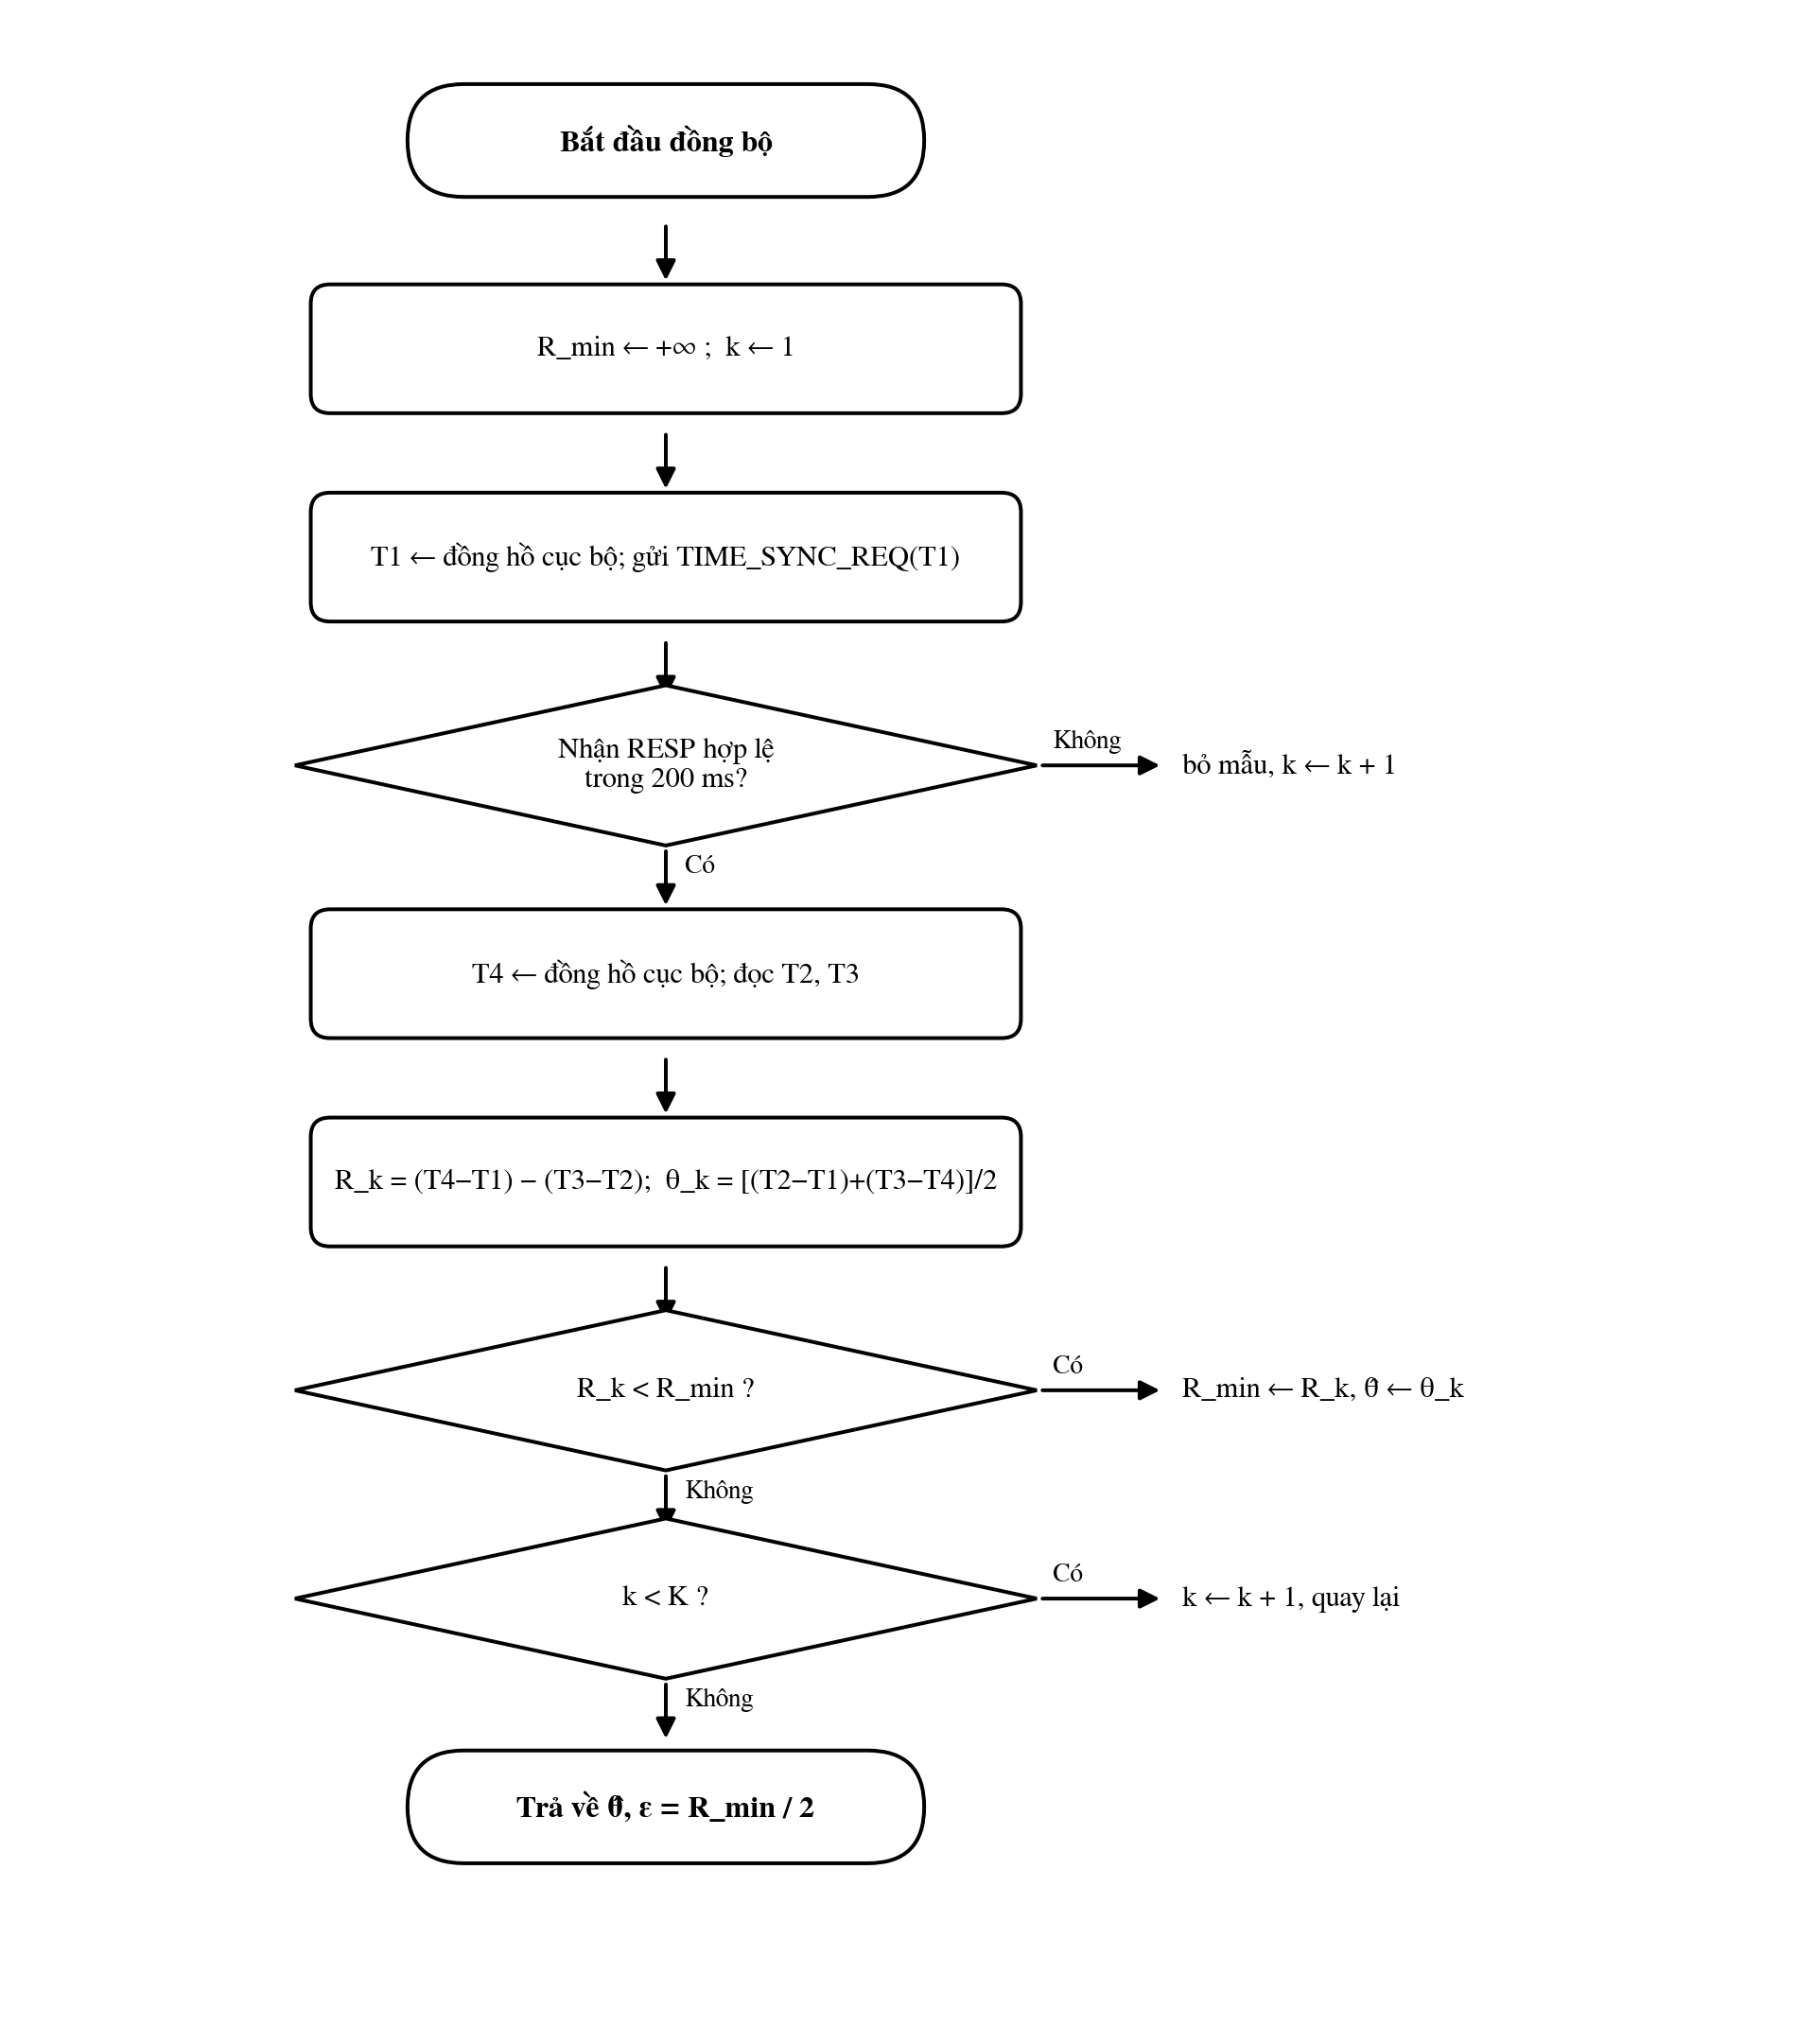 Bắt đầu đồng bộ
R_min ← +∞ ;  k ← 1
T1 ← đồng hồ cục bộ; gửi TIME_SYNC_REQ(T1)
Nhận RESP hợp lệ
trong 200 ms?
Không
bỏ mẫu, k ← k + 1
Có
T4 ← đồng hồ cục bộ; đọc T2, T3
R_k = (T4−T1) − (T3−T2);  θ_k = [(T2−T1)+(T3−T4)]/2
R_k < R_min ?
Có
R_min ← R_k, θ̂ ← θ_k
Không
k < K ?
Có
k ← k + 1, quay lại
Không
Trả về θ̂, ε = R_min / 2